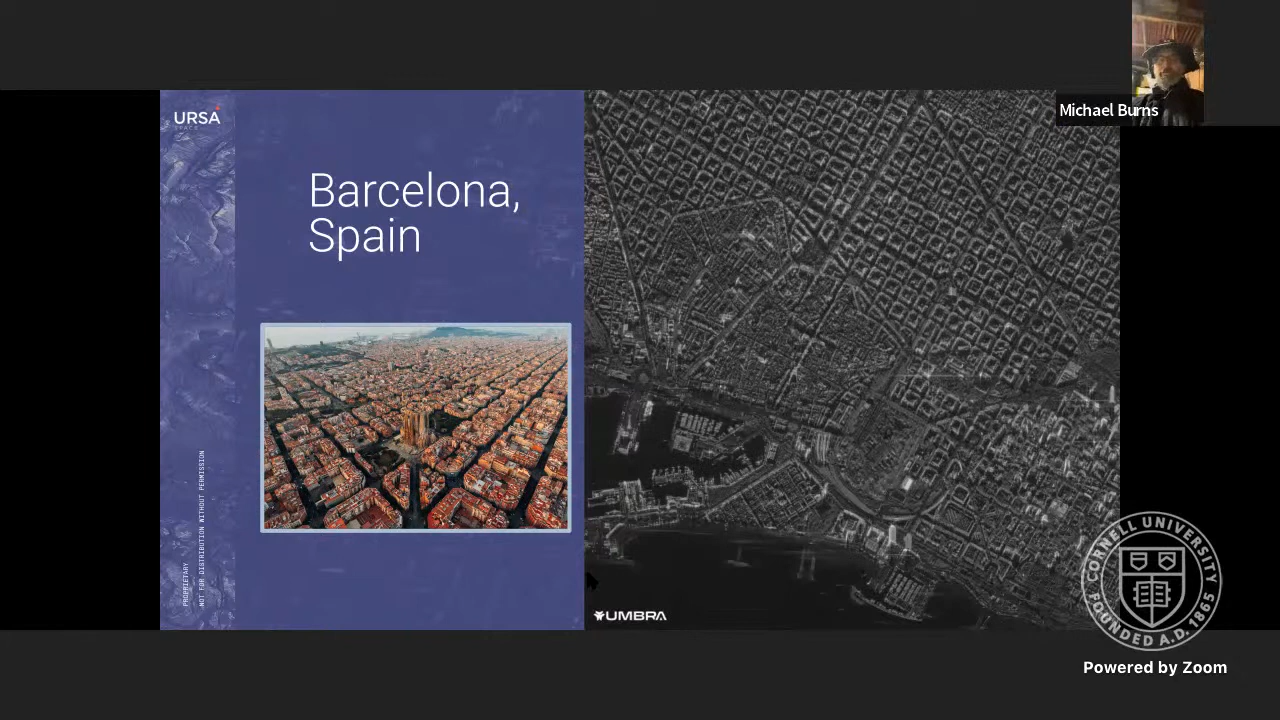 URSA
SPACE
Barcelona,
Spain
PROPRIETARY
NOT FOR DISTRIBUTION WITHOUT PERMISSION
UMBRA
Michael Burns
CORNELL UNIVERSITY
FOUNDED A.D. 1865
Powered by Zoom